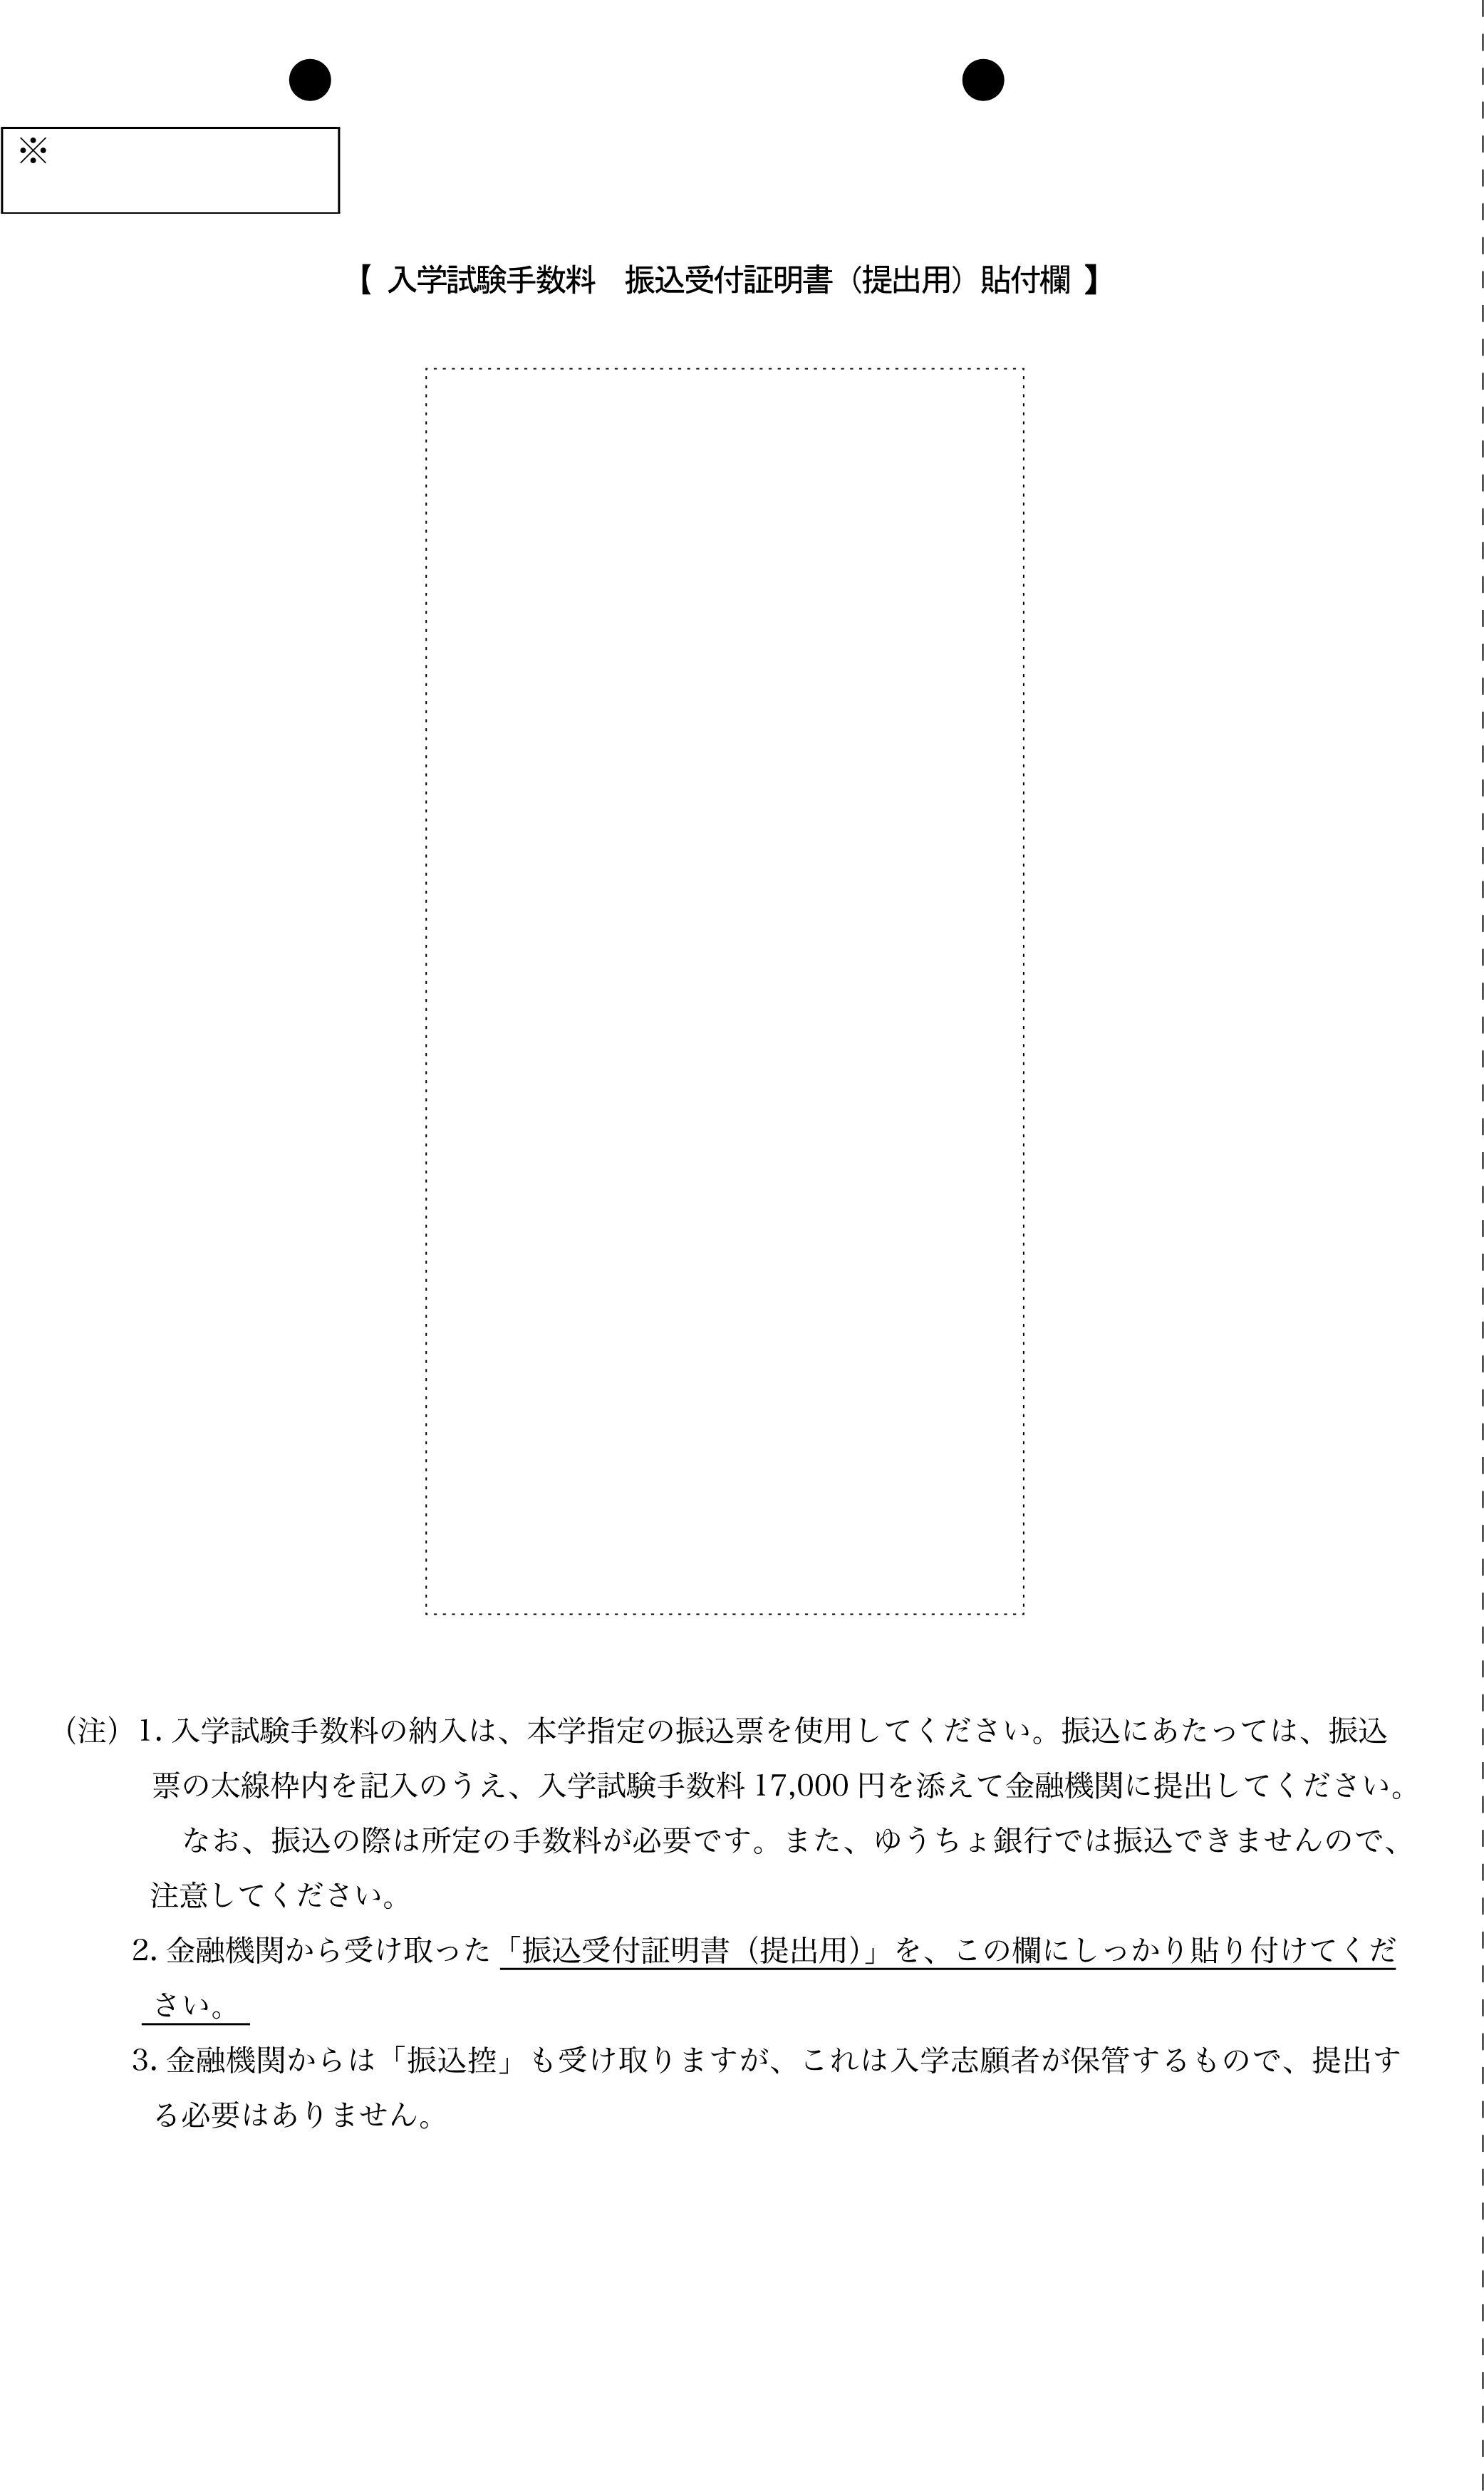 ※
【 入学試験手数料　振込受付証明書（提出用）貼付欄 】
（注）1. 入学試験手数料の納入は、本学指定の振込票を使用してください。振込にあたっては、振込
票の太線枠内を記入のうえ、入学試験手数料 17,000 円を添えて金融機関に提出してください。
なお、振込の際は所定の手数料が必要です。また、ゆうちょ銀行では振込できませんので、
注意してください。
2. 金融機関から受け取った「振込受付証明書（提出用）」を、この欄にしっかり貼り付けてくだ
さい。
3. 金融機関からは「振込控」も受け取りますが、これは入学志願者が保管するもので、提出す
る必要はありません。